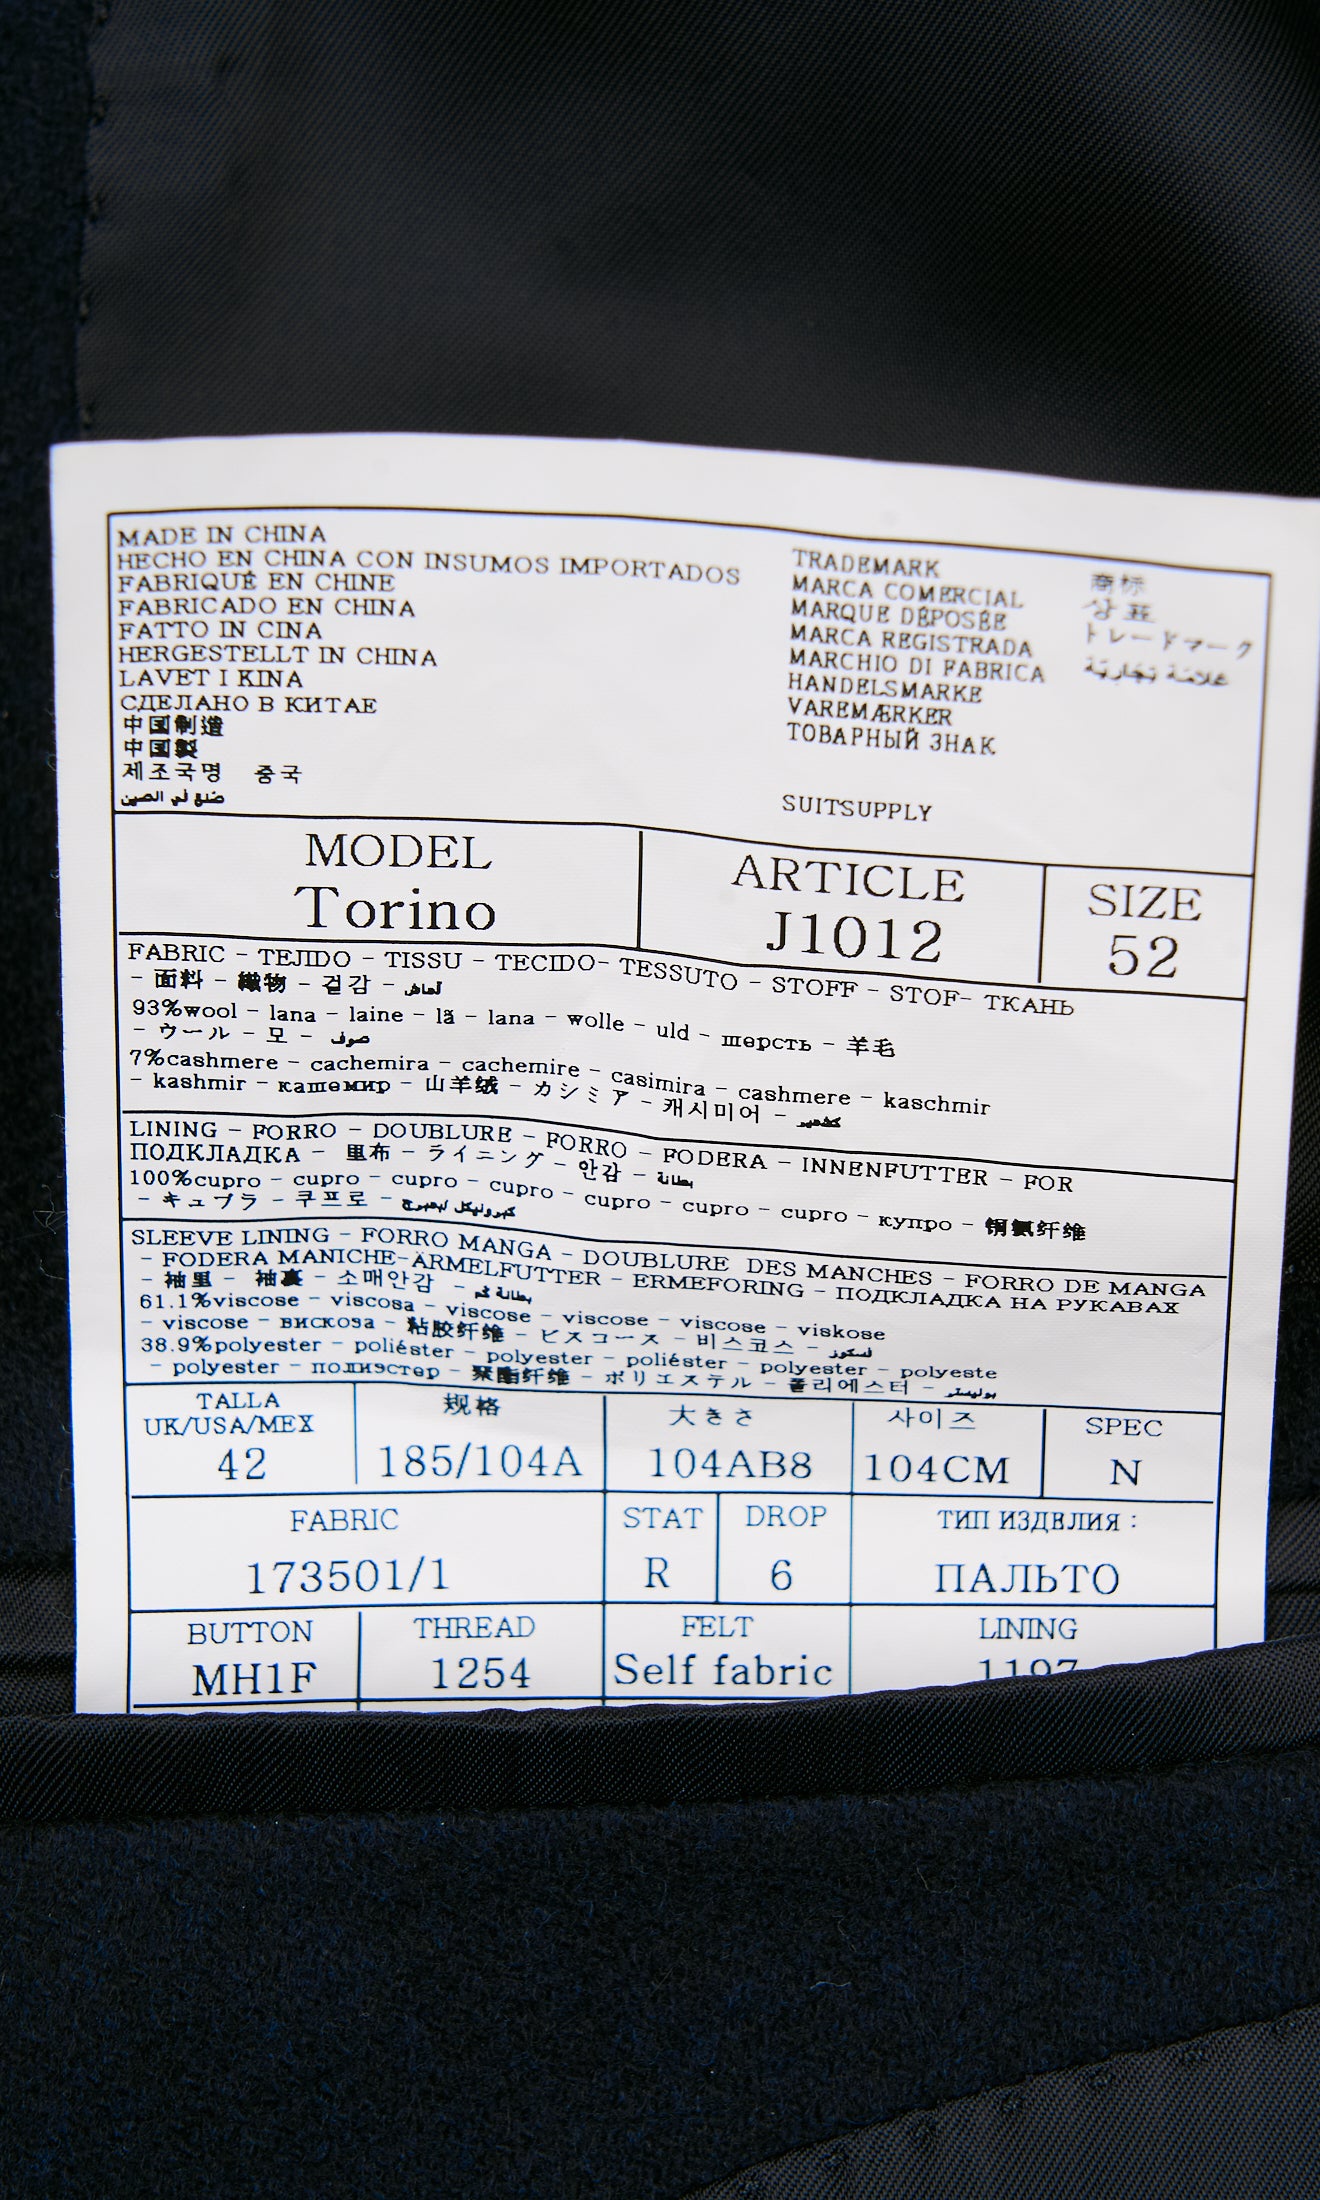 MADE IN CHINA
HECHO EN CHINA CON INSUMOS IMPORTADOS
FABRIQUÉ EN CHINE
FABRICADO EN CHINA
FATTO IN CINA
HERGESTELLT IN CHINA
LAVET I KINA
СДЕЛАНО В КИТАЕ
中国制造
中国製
제조국명 중국
صنع في الصين
TRADEMARK
MARCA COMERCIAL
MARQUE DÉPOSÉE
MARCA REGISTRADA
MARCHIO DI FABRICA
HANDELSMARKE
VAREMÆRKER
ТОВАРНЫЙ ЗНАК
商标
상표
トレードマーク
علامة تجارية
SUITSUPPLY
MODEL
Torino
ARTICLE
J1012
SIZE
52
FABRIC - TEJIDO - TISSU - TECIDO- TESSUTO - STOFF - STOF- ТКАНЬ
- 面料 - 織物 - 겉감 - قماش
93%wool - lana - laine - lã - lana - wolle - uld - шерсть - 羊毛
- ウール - 모 - صوف
7%cashmere - cachemira - cachemire - casimira - cashmere - kaschmir
- kashmir - кашемир - 山羊绒 - カシミア - 캐시미어 - كشمير
LINING - FORRO - DOUBLURE - FORRO - FODERA - INNENFUTTER - FOR
ПОДКЛАДКА - 里布 - ライニング - 안감 - بطانة
100%cupro - cupro - cupro - cupro - cupro - cupro - cupro - купро - 铜氨纤维
- キュプラ - 쿠프로 -
SLEEVE LINING - FORRO MANGA - DOUBLURE DES MANCHES - FORRO DE MANGA
- FODERA MANICHE-ÄRMELFUTTER - ERMEFORING - ПОДКЛАДКА НА РУКАВАХ
- 袖里 - 袖裏 - 소매안감 - بطانة كم
61.1%viscose - viscosa - viscose - viscose - viscose - viskose
- viscose - вискоза - 粘胶纤维 - ビスコース - 비스코스 - فسكوز
38.9%polyester - poliéster - polyester - poliéster - polyester - polyeste
- polyester - полиэстер - 聚酯纤维 - ポリエステル - 폴리에스터 - بوليستر
TALLA
UK/USA/MEX
42
规格
185/104A
大きさ
104AB8
사이즈
104CM
SPEC
N
FABRIC
173501/1
STAT
R
DROP
6
ТИП ИЗДЕЛИЯ :
ПАЛЬТО
BUTTON
MH1F
THREAD
1254
FELT
Self fabric
LINING
1197